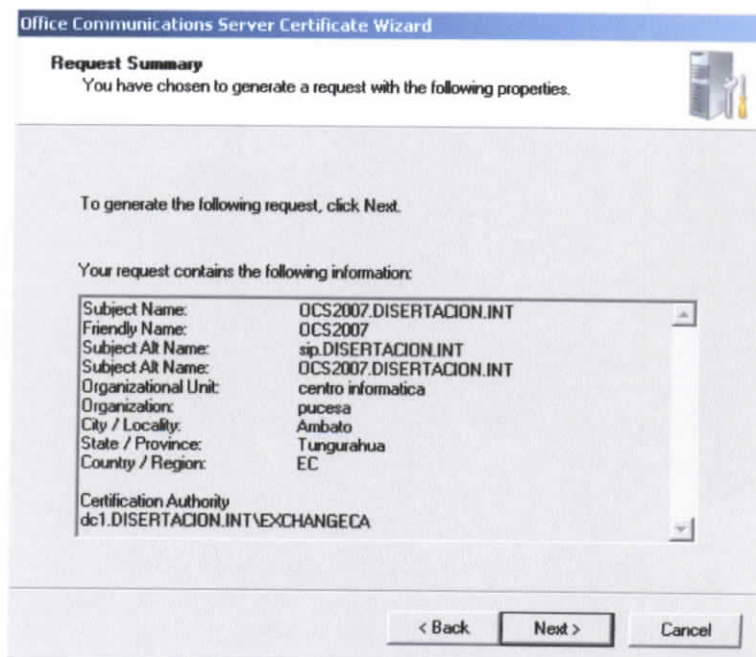 Office Communications Server Certificate Wizard
Request Summary
You have chosen to generate a request with the following properties.
To generate the following request, click Next.
Your request contains the following information:
Subject Name: OCS2007.DISERTACION.INT
Friendly Name: OCS2007
Subject Alt Name: sip.DISERTACION.INT
Subject Alt Name: OCS2007.DISERTACION.INT
Organizational Unit: centro informatica
Organization: pucesa
City / Locality: Ambato
State / Province: Tungurahua
Country / Region: EC
Certification Authority
dc1.DISERTACION.INT\EXCHANGECA
< Back Next > Cancel